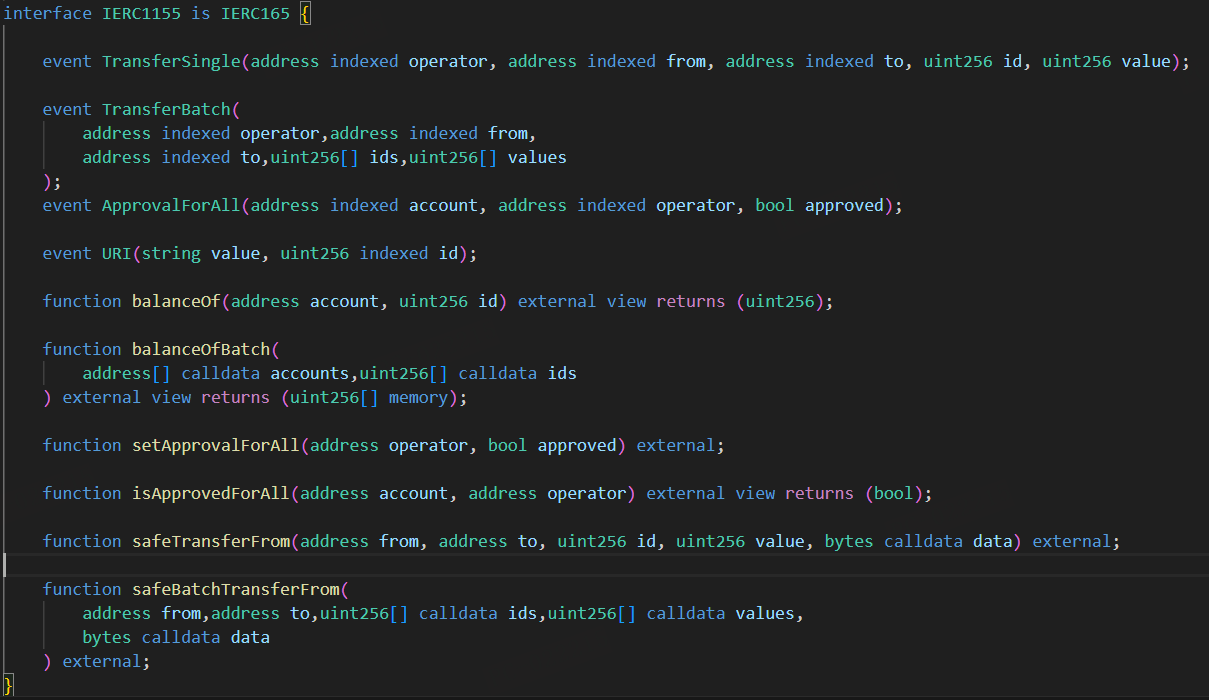 interface IERC1155 is IERC165 {
event TransferSingle(address indexed operator, address indexed from, address indexed to, uint256 id, uint256 value);
event TransferBatch(
address indexed operator,address indexed from,
address indexed to,uint256[] ids,uint256[] values
);
event ApprovalForAll(address indexed account, address indexed operator, bool approved);
event URI(string value, uint256 indexed id);
function balanceOf(address account, uint256 id) external view returns (uint256);
function balanceOfBatch(
address[] calldata accounts,uint256[] calldata ids
) external view returns (uint256[] memory);
function setApprovalForAll(address operator, bool approved) external;
function isApprovedForAll(address account, address operator) external view returns (bool);
function safeTransferFrom(address from, address to, uint256 id, uint256 value, bytes calldata data) external;
function safeBatchTransferFrom(
address from,address to,uint256[] calldata ids,uint256[] calldata values,
bytes calldata data
) external;
}